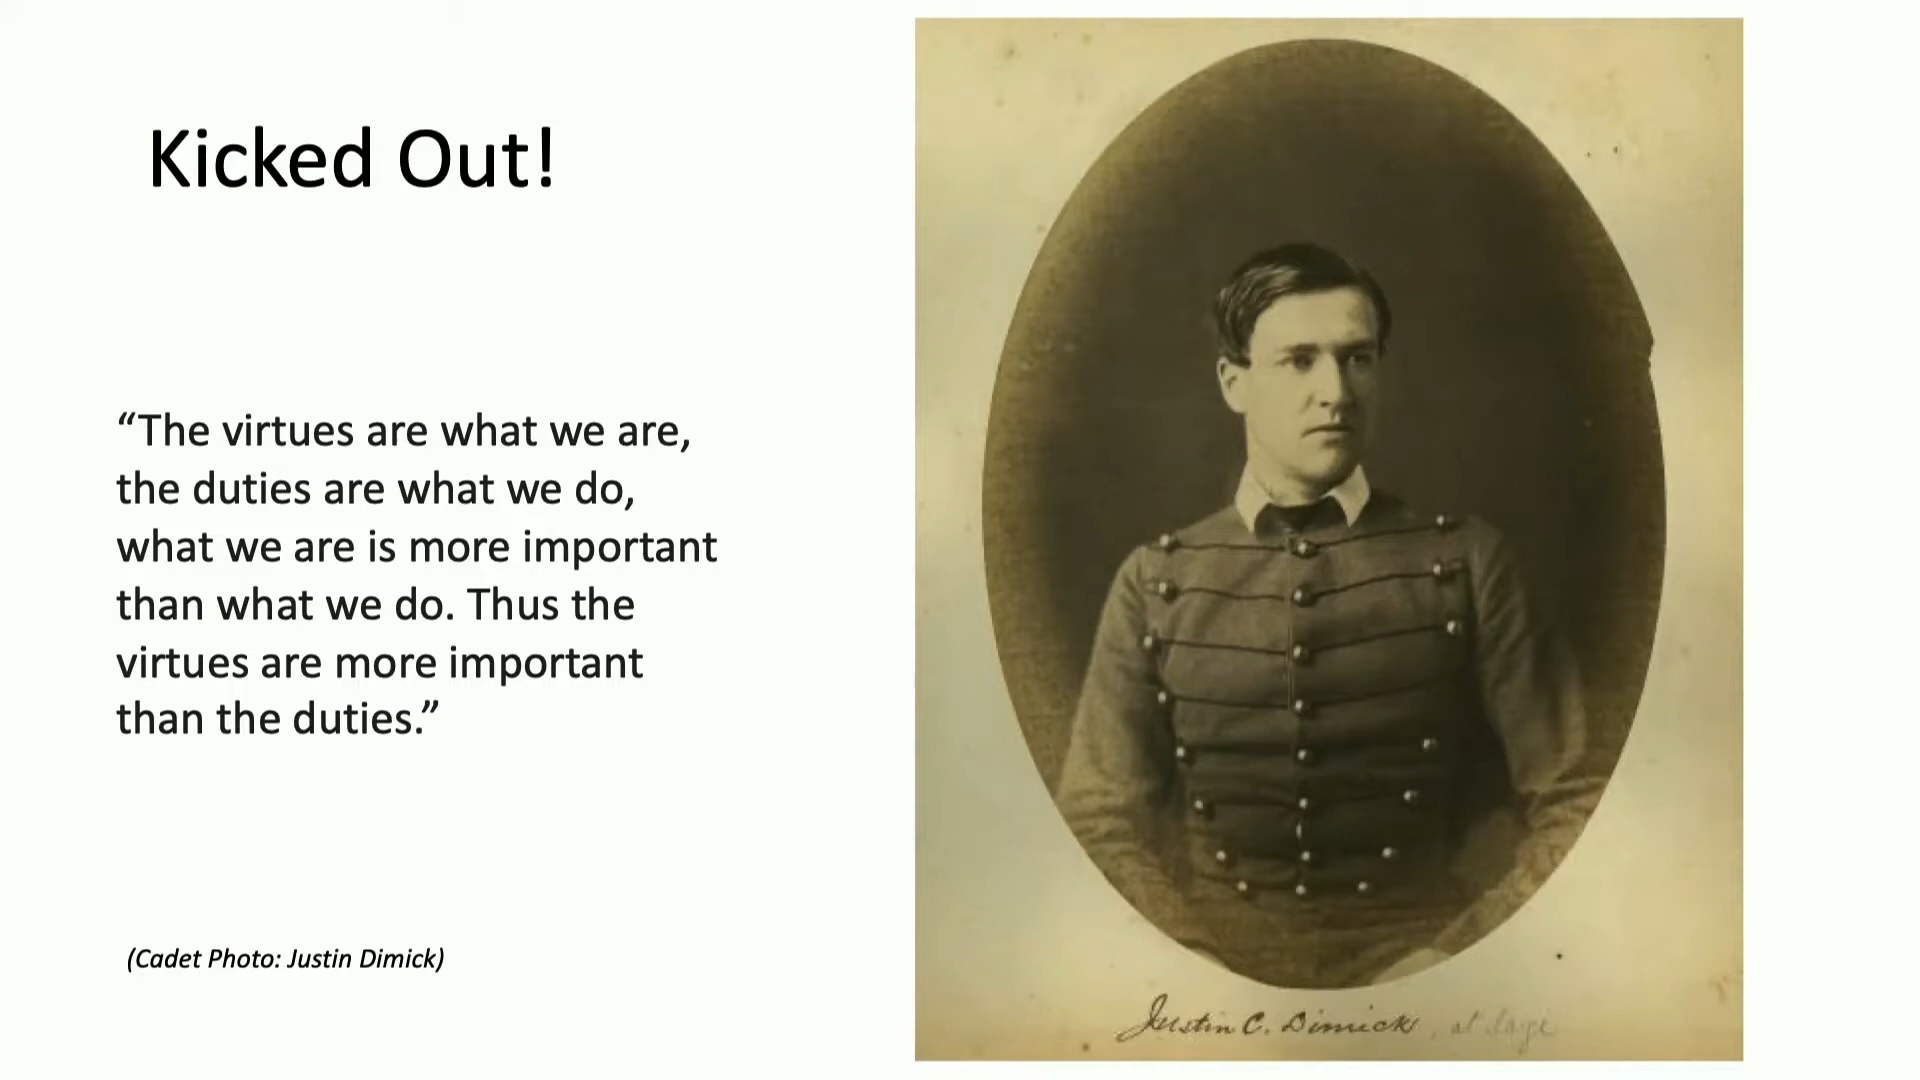 Kicked Out!
“The virtues are what we are,
the duties are what we do,
what we are is more important
than what we do. Thus the
virtues are more important
than the duties.”
(Cadet Photo: Justin Dimick)
Justin C. Dimick, at large